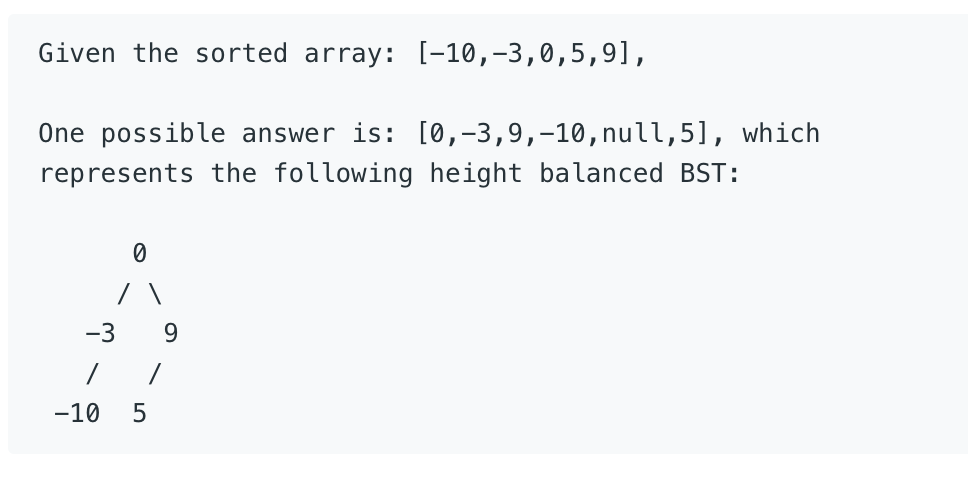 Given the sorted array: [-10,-3,0,5,9],
One possible answer is: [0,-3,9,-10,null,5], which
represents the following height balanced BST:
      0
     / \
   -3   9
   /   /
 -10  5